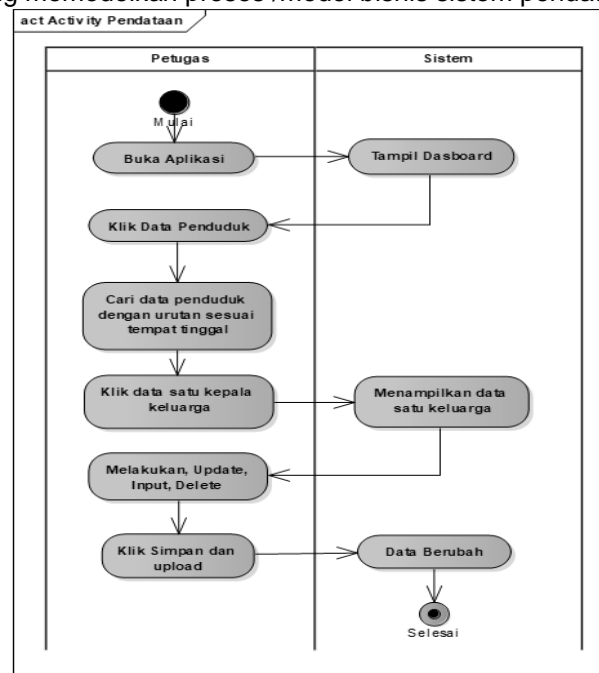 act Activity Pendataan
Petugas
Sistem
Mulai
Buka Aplikasi
Tampil Dasboard
Klik Data Penduduk
Cari data penduduk
dengan urutan sesuai
tempat tinggal
Klik data satu kepala
keluarga
Menampilkan data
satu keluarga
Melakukan, Update,
Input, Delete
Klik Simpan dan
upload
Data Berubah
Selesai